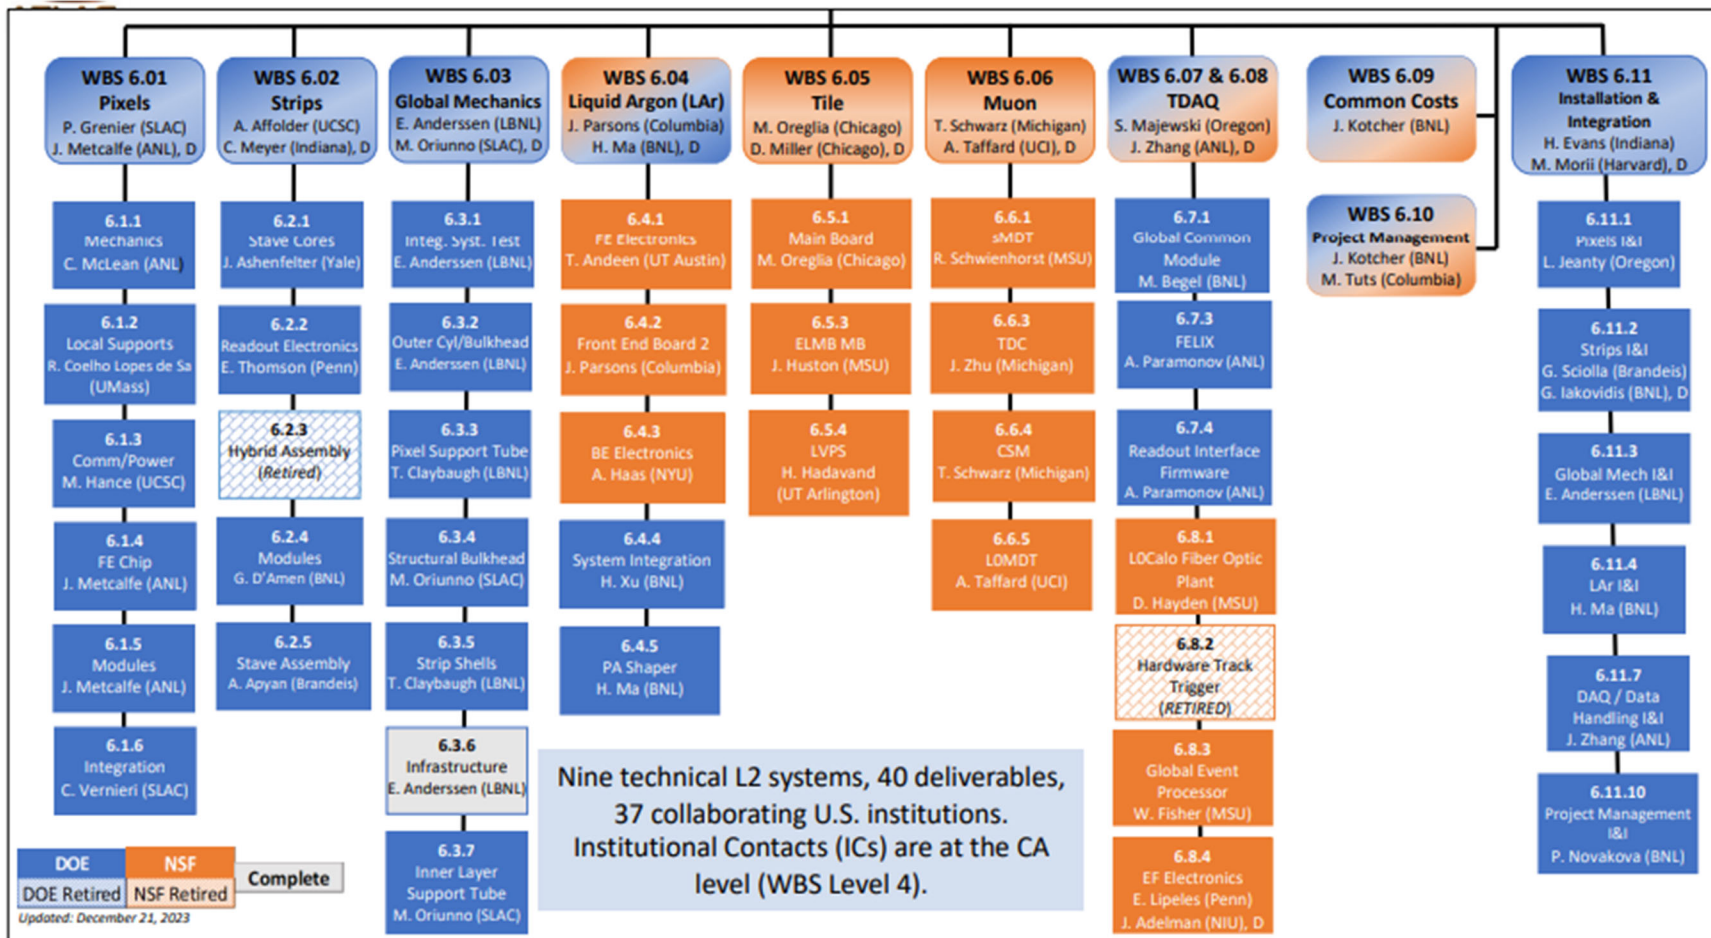 WBS 6.01
Pixels
P. Grenier (SLAC)
J. Metcalfe (ANL), D
WBS 6.02
Strips
A. Affolder (UCSC)
C. Meyer (Indiana), D
WBS 6.03
Global Mechanics
E. Anderssen (LBNL)
M. Oriunno (SLAC), D
WBS 6.04
Liquid Argon (LAr)
J. Parsons (Columbia)
H. Ma (BNL), D
WBS 6.05
Tile
M. Oreglia (Chicago)
D. Miller (Chicago), D
WBS 6.06
Muon
T. Schwarz (Michigan)
A. Taffard (UCI), D
WBS 6.07 & 6.08
TDAQ
S. Majewski (Oregon)
J. Zhang (ANL), D
WBS 6.09
Common Costs
J. Kotcher (BNL)
WBS 6.10
Project Management
J. Kotcher (BNL)
M. Tuts (Columbia)
WBS 6.11
Installation &
Integration
H. Evans (Indiana)
M. Morii (Harvard), D
6.1.1
Mechanics
C. McLean (ANL)
6.1.2
Local Supports
R. Coelho Lopes de Sa
(UMass)
6.1.3
Comm/Power
M. Hance (UCSC)
6.1.4
FE Chip
J. Metcalfe (ANL)
6.1.5
Modules
J. Metcalfe (ANL)
6.1.6
Integration
C. Vernieri (SLAC)
6.2.1
Stave Cores
J. Ashenfelter (Yale)
6.2.2
Readout Electronics
E. Thomson (Penn)
6.2.3
Hybrid Assembly
(Retired)
6.2.4
Modules
G. D'Amen (BNL)
6.2.5
Stave Assembly
A. Apyan (Brandeis)
6.3.1
Integ. Syst. Test
E. Anderssen (LBNL)
6.3.2
Outer Cyl/Bulkhead
E. Anderssen (LBNL)
6.3.3
Pixel Support Tube
T. Claybaugh (LBNL)
6.3.4
Structural Bulkhead
M. Oriunno (SLAC)
6.3.5
Strip Shells
T. Claybaugh (LBNL)
6.3.6
Infrastructure
E. Anderssen (LBNL)
6.3.7
Inner Layer
Support Tube
M. Oriunno (SLAC)
6.4.1
FE Electronics
T. Andeen (UT Austin)
6.4.2
Front End Board 2
J. Parsons (Columbia)
6.4.3
BE Electronics
A. Haas (NYU)
6.4.4
System Integration
H. Xu (BNL)
6.4.5
PA Shaper
H. Ma (BNL)
6.5.1
Main Board
M. Oreglia (Chicago)
6.5.3
ELMB MB
J. Huston (MSU)
6.5.4
LVPS
H. Hadavand
(UT Arlington)
6.6.1
sMDT
R. Schwienhorst (MSU)
6.6.3
TDC
J. Zhu (Michigan)
6.6.4
CSM
T. Schwarz (Michigan)
6.6.5
L0MDT
A. Taffard (UCI)
6.7.1
Global Common
Module
M. Begel (BNL)
6.7.3
FELIX
A. Paramonov (ANL)
6.7.4
Readout Interface
Firmware
A. Paramonov (ANL)
6.8.1
L0Calo Fiber Optic
Plant
D. Hayden (MSU)
6.8.2
Hardware Track
Trigger
(RETIRED)
6.8.3
Global Event
Processor
W. Fisher (MSU)
6.8.4
EF Electronics
E. Lipeles (Penn)
J. Adelman (NIU), D
6.11.1
Pixels I&I
L. Jeanty (Oregon)
6.11.2
Strips I&I
G. Sciolla (Brandeis)
G. Iakovidis (BNL), D
6.11.3
Global Mech I&I
E. Anderssen (LBNL)
6.11.4
LAr I&I
H. Ma (BNL)
6.11.7
DAQ / Data
Handling I&I
J. Zhang (ANL)
6.11.10
Project Management
I&I
P. Novakova (BNL)
Nine technical L2 systems, 40 deliverables,
37 collaborating U.S. institutions.
Institutional Contacts (ICs) are at the CA
level (WBS Level 4).
DOE
NSF
Complete
DOE Retired
NSF Retired
Updated: December 21, 2023